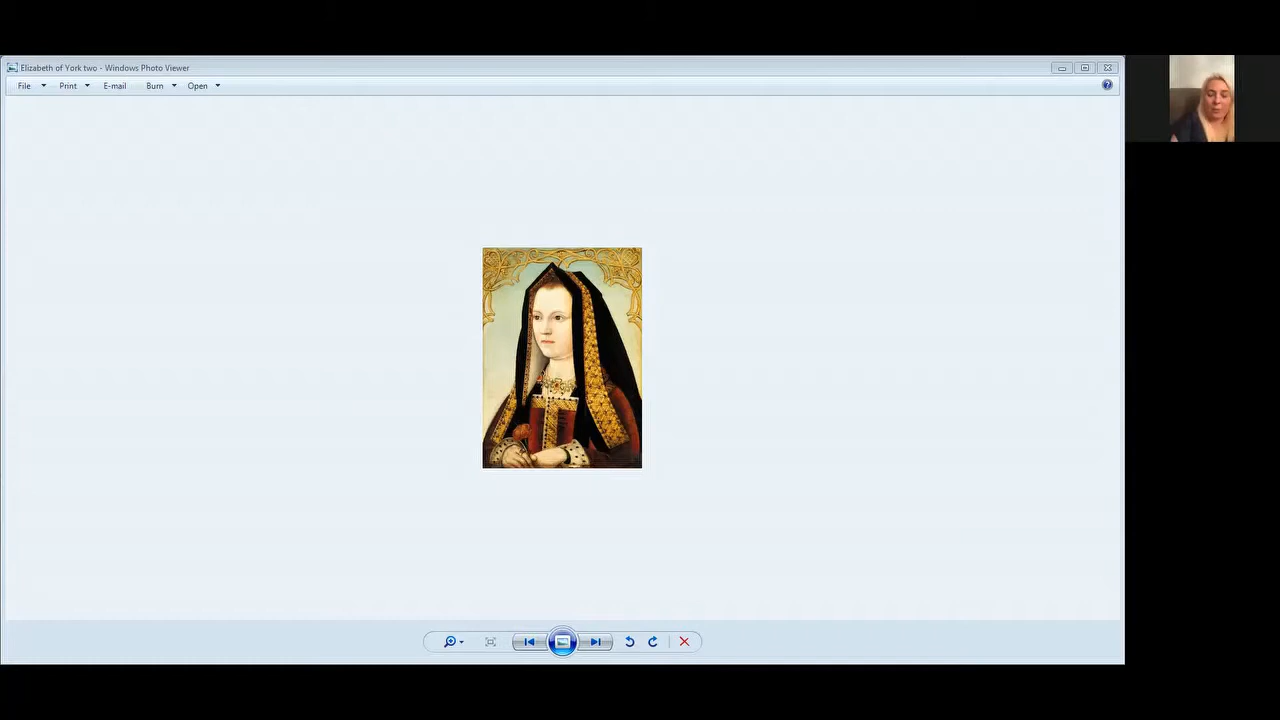 Elizabeth of York two - Windows Photo Viewer
File Print E-mail Burn Open